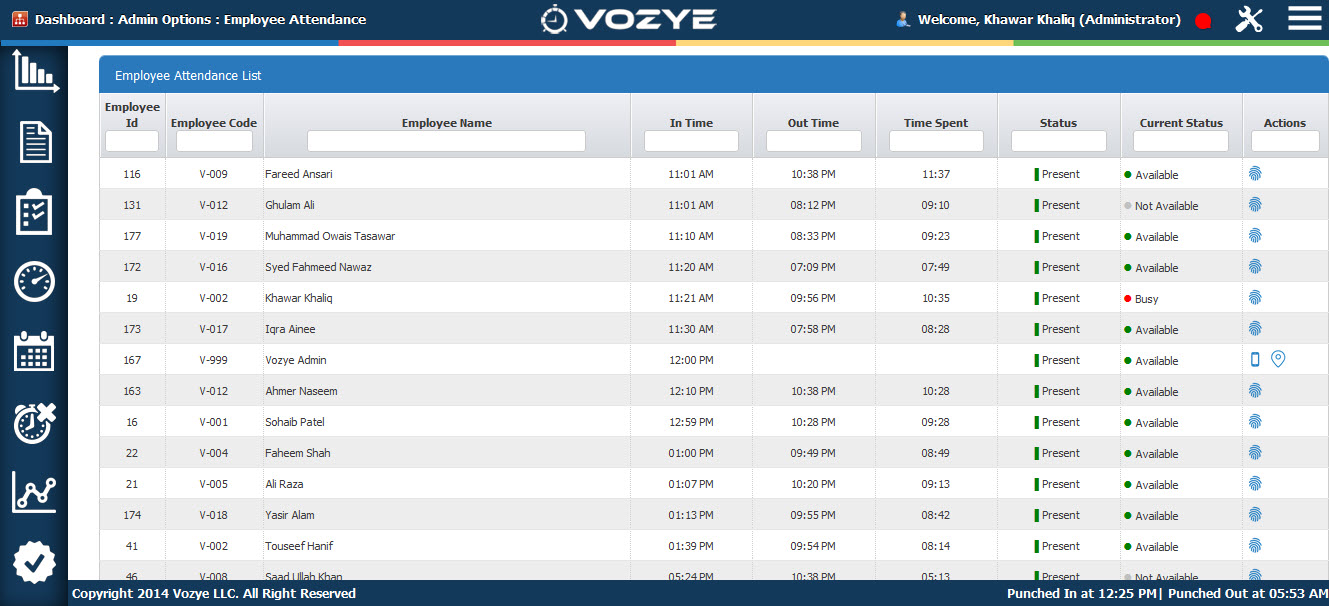 Dashboard : Admin Options : Employee Attendance
VOZYE
Welcome, Khawar Khaliq (Administrator)
Employee Attendance List
Employee Id Employee Code Employee Name In Time Out Time Time Spent Status Current Status Actions
116 V-009 Fareed Ansari 11:01 AM 10:38 PM 11:37 Present Available
131 V-012 Ghulam Ali 11:01 AM 08:12 PM 09:10 Present Not Available
177 V-019 Muhammad Owais Tasawar 11:10 AM 08:33 PM 09:23 Present Available
172 V-016 Syed Fahmeed Nawaz 11:20 AM 07:09 PM 07:49 Present Available
19 V-002 Khawar Khaliq 11:21 AM 09:56 PM 10:35 Present Busy
173 V-017 Iqra Ainee 11:30 AM 07:58 PM 08:28 Present Available
167 V-999 Vozye Admin 12:00 PM Present Available
163 V-012 Ahmer Naseem 12:10 PM 10:38 PM 10:28 Present Available
16 V-001 Sohaib Patel 12:59 PM 10:28 PM 09:28 Present Available
22 V-004 Faheem Shah 01:00 PM 09:49 PM 08:49 Present Available
21 V-005 Ali Raza 01:07 PM 10:20 PM 09:13 Present Available
174 V-018 Yasir Alam 01:13 PM 09:55 PM 08:42 Present Available
41 V-002 Touseef Hanif 01:39 PM 09:54 PM 08:14 Present Available
46 V-008 Saad Ullah Khan 05:24 PM 10:38 PM 05:13 Present Not Available
Copyright 2014 Vozye LLC. All Right Reserved
Punched In at 12:25 PM| Punched Out at 05:53 AM